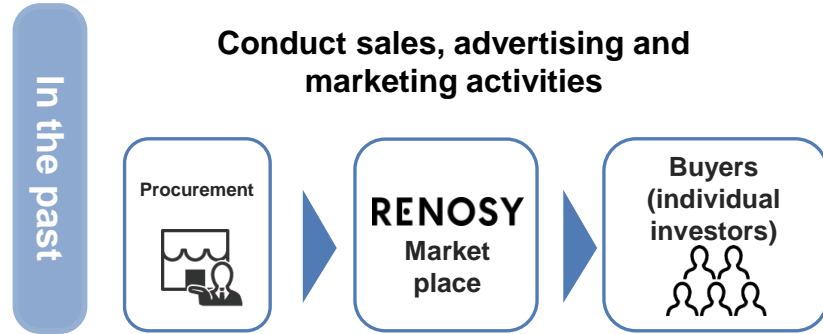 In the past
Conduct sales, advertising and
marketing activities
Procurement
RENOSY
Market
place
Buyers
(individual
investors)